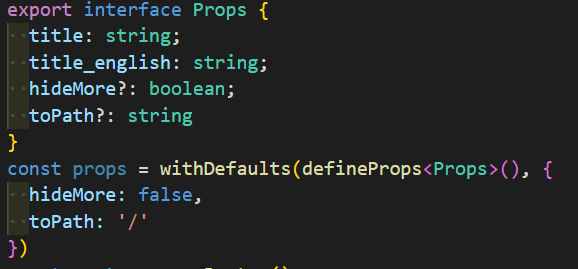 export interface Props {
  title: string;
  title_english: string;
  hideMore?: boolean;
  toPath?: string
}
const props = withDefaults(defineProps<Props>(), {
  hideMore: false,
  toPath: '/'
})